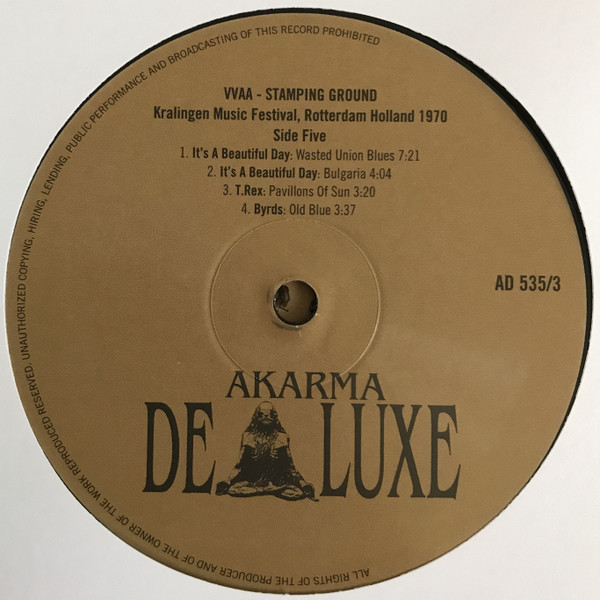 VVAA - STAMPING GROUND
Kralingen Music Festival, Rotterdam Holland 1970
Side Five
1. It's A Beautiful Day: Wasted Union Blues 7:21
2. It's A Beautiful Day: Bulgaria 4:04
3. T.Rex: Pavillons Of Sun 3:20
4. Byrds: Old Blue 3:37
AD 535/3
AKARMA
DE LUXE
ALL RIGHTS OF THE PRODUCER AND OF THE OWNER OF THE WORK REPRODUCED RESERVED, UNAUTHORIZED COPYING, HIRING, LENDING, PUBLIC PERFORMANCE AND BROADCASTING OF THIS RECORD PROHIBITED